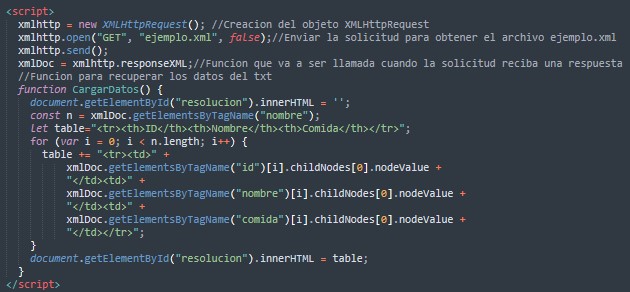 <script>
xmlhttp = new XMLHttpRequest(); //Creacion del objeto XMLHttpRequest
xmlhttp.open("GET", "ejemplo.xml", false);//Enviar la solicitud para obtener el archivo ejemplo.xml
xmlhttp.send();
xmlDoc = xmlhttp.responseXML;//Funcion que va a ser llamada cuando la solicitud reciba una respuesta
//Funcion para recuperar los datos del txt
function CargarDatos() {
document.getElementById("resolucion").innerHTML = '';
const n = xmlDoc.getElementsByTagName("nombre");
let table="<tr><th>ID</th><th>Nombre</th><th>Comida</th></tr>";
for (var i = 0; i < n.length; i++) {
table += "<tr><td>" +
xmlDoc.getElementsByTagName("id")[i].childNodes[0].nodeValue +
"</td><td>" +
xmlDoc.getElementsByTagName("nombre")[i].childNodes[0].nodeValue +
"</td><td>" +
xmlDoc.getElementsByTagName("comida")[i].childNodes[0].nodeValue +
"</td></tr>";
}
document.getElementById("resolucion").innerHTML = table;
}
</script>